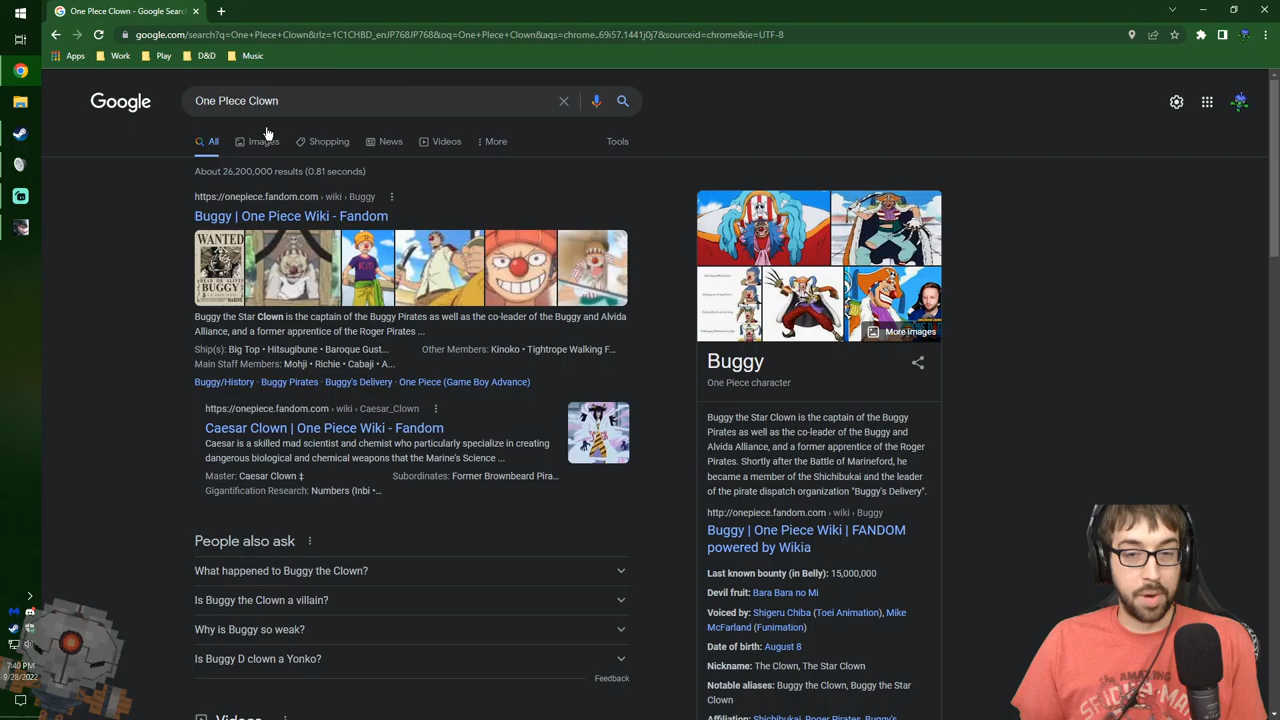 One Piece Clown - Google Searc
google.com/search?q=One+Piece+Clown&rlz=1C1CHBD_enJP768JP768&oq=One+Piece+Clown&aqs=chrome..69i57.1441j0j7&sourceid=chrome&ie=UTF-8
Apps Work Play D&D Music
Google
One PIece Clown
All Images Shopping News Videos More Tools
About 26,200,000 results (0.81 seconds)
https://onepiece.fandom.com › wiki › Buggy
Buggy | One Piece Wiki - Fandom
WANTED
BUGGY
Buggy the Star Clown is the captain of the Buggy Pirates as well as the co-leader of the Buggy and Alvida
Alliance, and a former apprentice of the Roger Pirates ...
Ship(s): Big Top • Hitsugibune • Baroque Gust... Other Members: Kinoko • Tightrope Walking F...
Main Staff Members: Mohji • Richie • Cabaji • A...
Buggy/History · Buggy Pirates · Buggy's Delivery · One Piece (Game Boy Advance)
https://onepiece.fandom.com › wiki › Caesar_Clown
Caesar Clown | One Piece Wiki - Fandom
Caesar is a skilled mad scientist and chemist who particularly specialize in creating
dangerous biological and chemical weapons that the Marine's Science ...
Master: Caesar Clown ‡ Subordinates: Former Brownbeard Pira...
Gigantification Research: Numbers (Inbi •...
People also ask
What happened to Buggy the Clown?
Is Buggy the Clown a villain?
Why is Buggy so weak?
Is Buggy D clown a Yonko?
Feedback
Videos
More images
Buggy
One Piece character
Buggy the Star Clown is the captain of the Buggy
Pirates as well as the co-leader of the Buggy and
Alvida Alliance, and a former apprentice of the Roger
Pirates. Shortly after the Battle of Marineford, he
became a member of the Shichibukai and the leader
of the pirate dispatch organization "Buggy's Delivery".
http://onepiece.fandom.com › wiki › Buggy
Buggy | One Piece Wiki | FANDOM
powered by Wikia
Last known bounty (in Belly): 15,000,000
Devil fruit: Bara Bara no Mi
Voiced by: Shigeru Chiba (Toei Animation), Mike
McFarland (Funimation)
Date of birth: August 8
Nickname: The Clown, The Star Clown
Notable aliases: Buggy the Clown, Buggy the Star
Clown
Affiliation: Shichibukai, Roger Pirates, Buggy's
7:40 PM
9/28/2022
THE
AMAZING